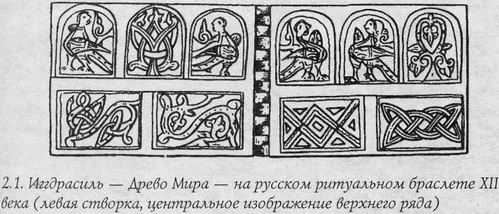 2.1. Иггдрасиль — Древо Мира — на русском ритуальном браслете XII
века (левая створка, центральное изображение верхнего ряда)